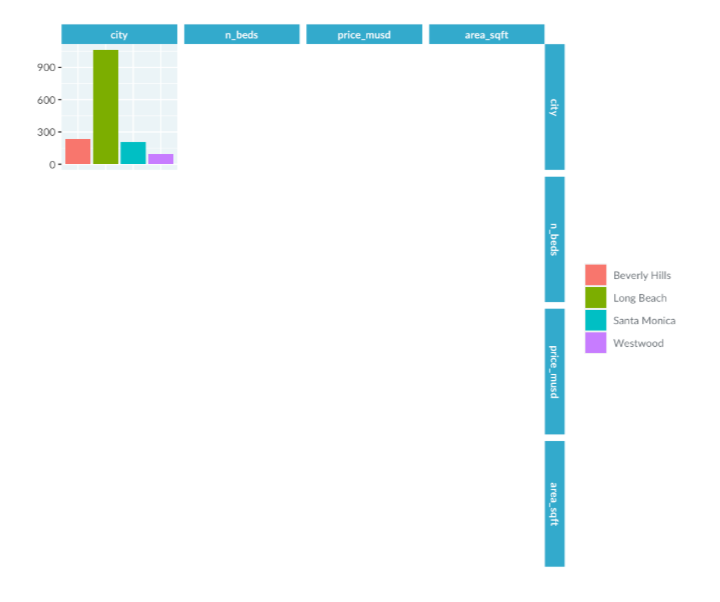 city n_beds price_musd area_sqft
900
600
300
0
city
n_beds
price_musd
area_sqft
Beverly Hills
Long Beach
Santa Monica
Westwood